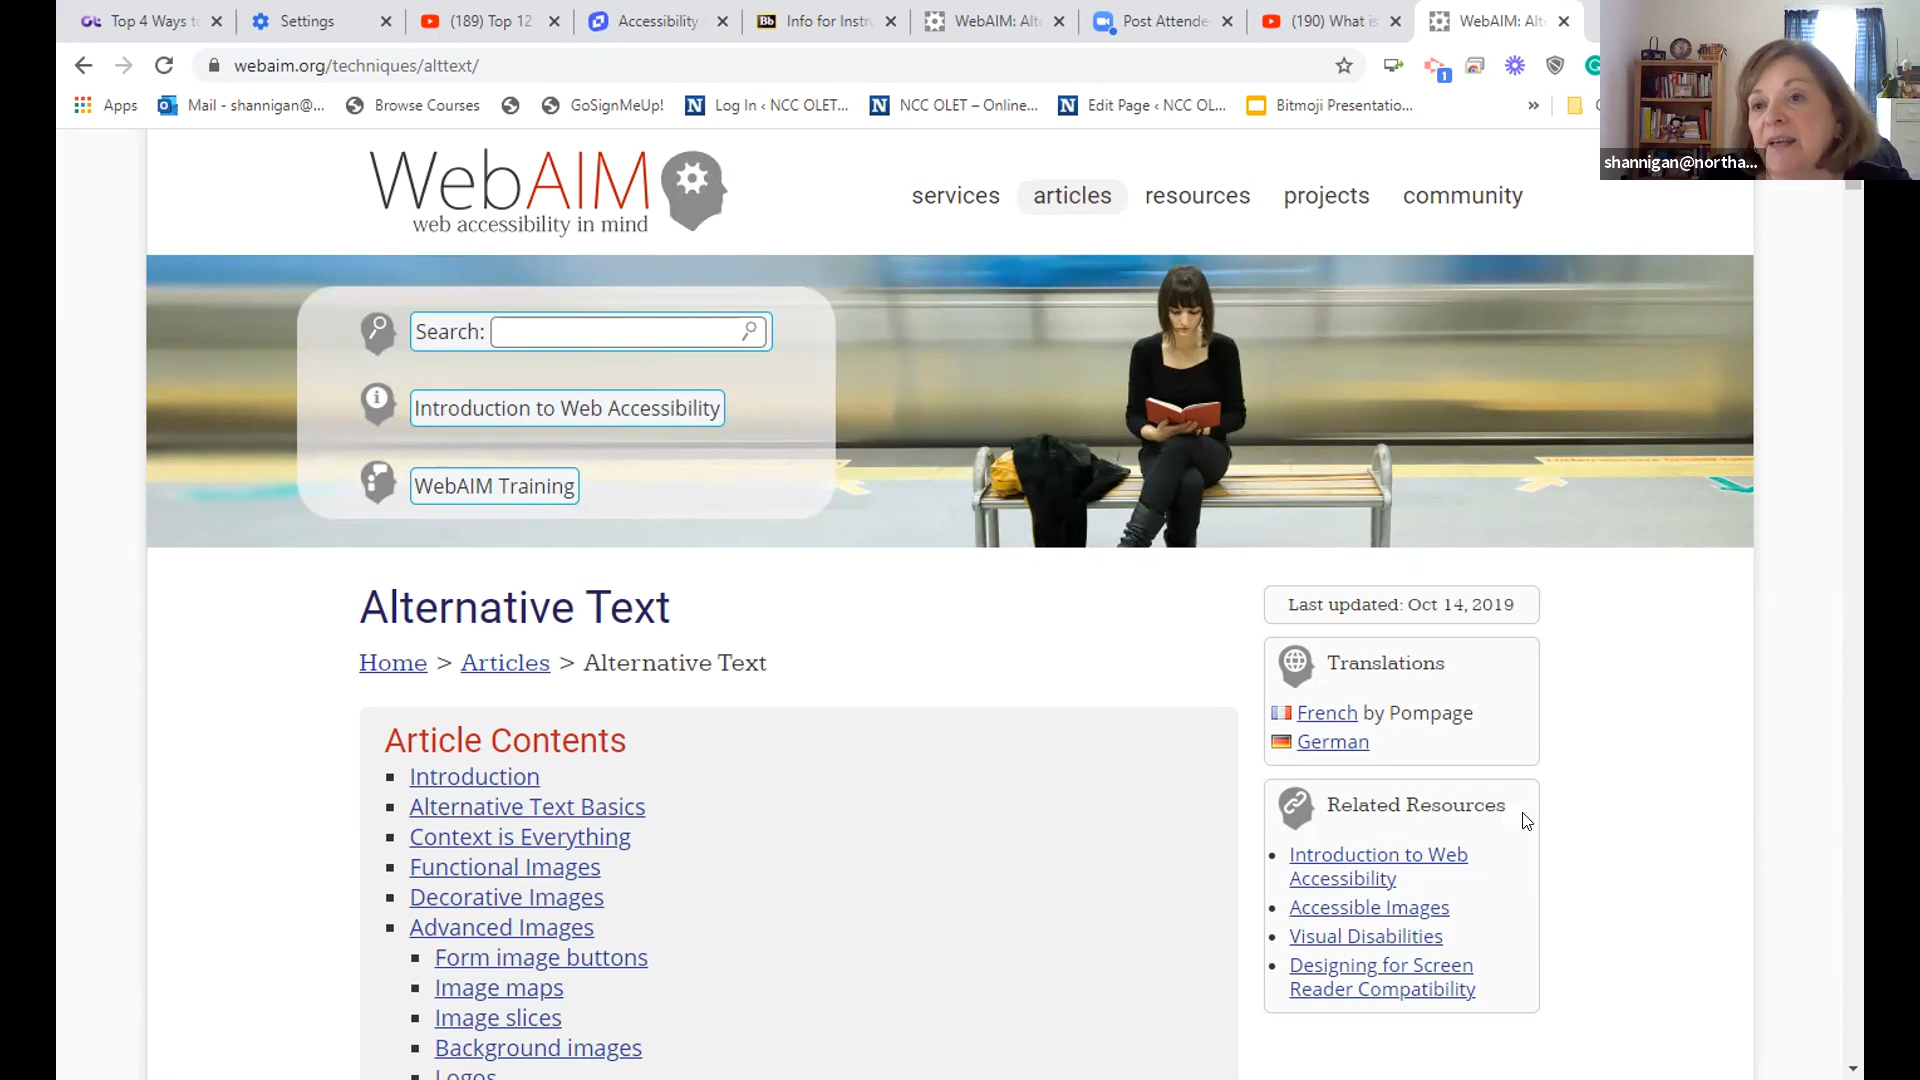 Top 4 Ways to
Settings
(189) Top 12
Accessibility
Info for Instru
WebAIM: Alte
Post Attende
(190) What is
WebAIM: Alte
webaim.org/techniques/alttext/
1
Apps
Mail - shannigan@...
Browse Courses
GoSignMeUp!
N
Log In ‹ NCC OLET...
N
NCC OLET – Online...
N
Edit Page ‹ NCC OL...
Bitmoji Presentatio...
»
shannigan@northa...
WebAIM
web accessibility in mind
services
articles
resources
projects
community
Search:
Introduction to Web Accessibility
WebAIM Training
Alternative Text
Home > Articles > Alternative Text
Article Contents
Introduction
Alternative Text Basics
Context is Everything
Functional Images
Decorative Images
Advanced Images
Form image buttons
Image maps
Image slices
Background images
Logos
Last updated: Oct 14, 2019
Translations
French by Pompage
German
Related Resources
Introduction to Web
Accessibility
Accessible Images
Visual Disabilities
Designing for Screen
Reader Compatibility